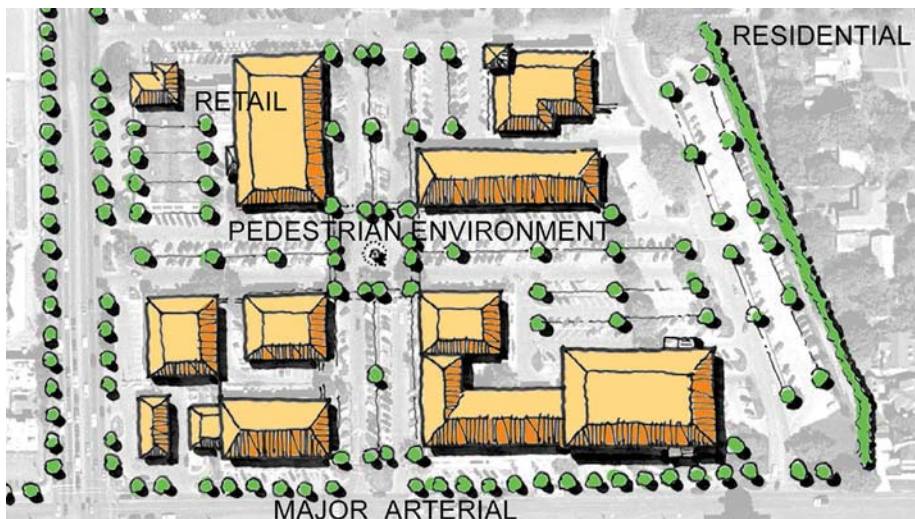 RESIDENTIAL
RETAIL
PEDESTRIAN ENVIRONMENT
MAJOR ARTERIAL